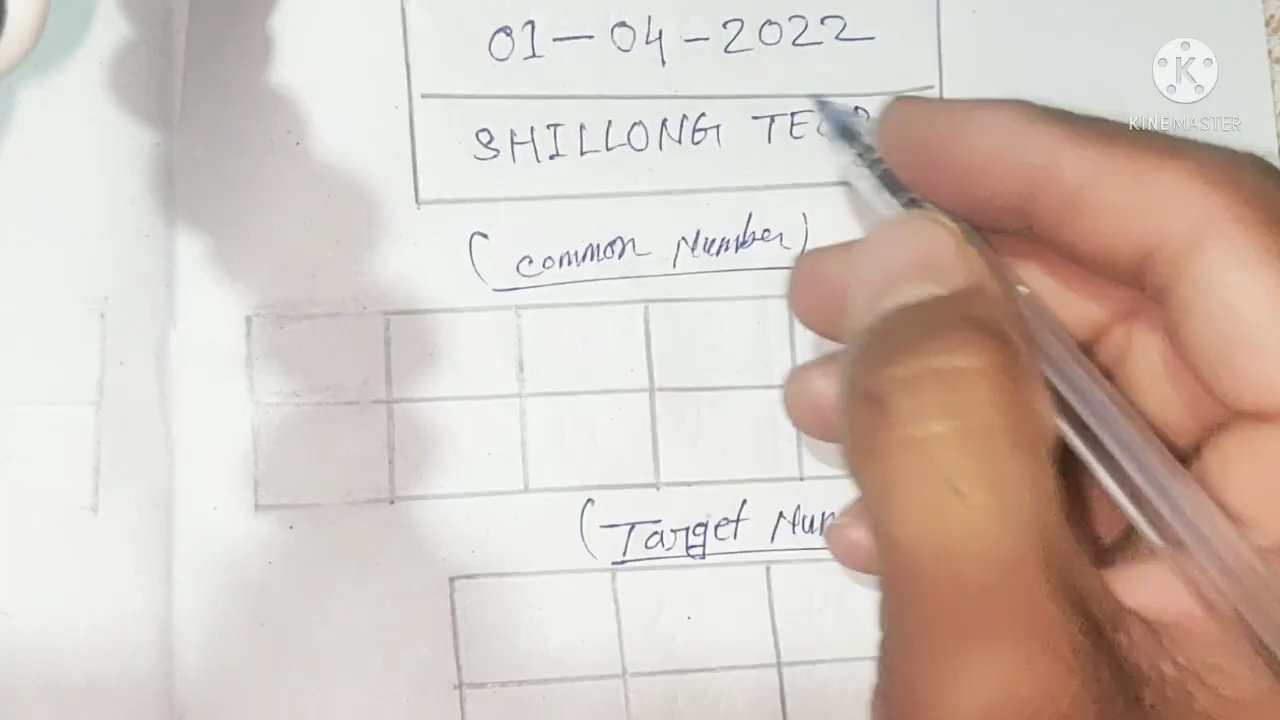 01-04-2022
SHILLONG
(Common Number)
(Target
K
KINEMASTER